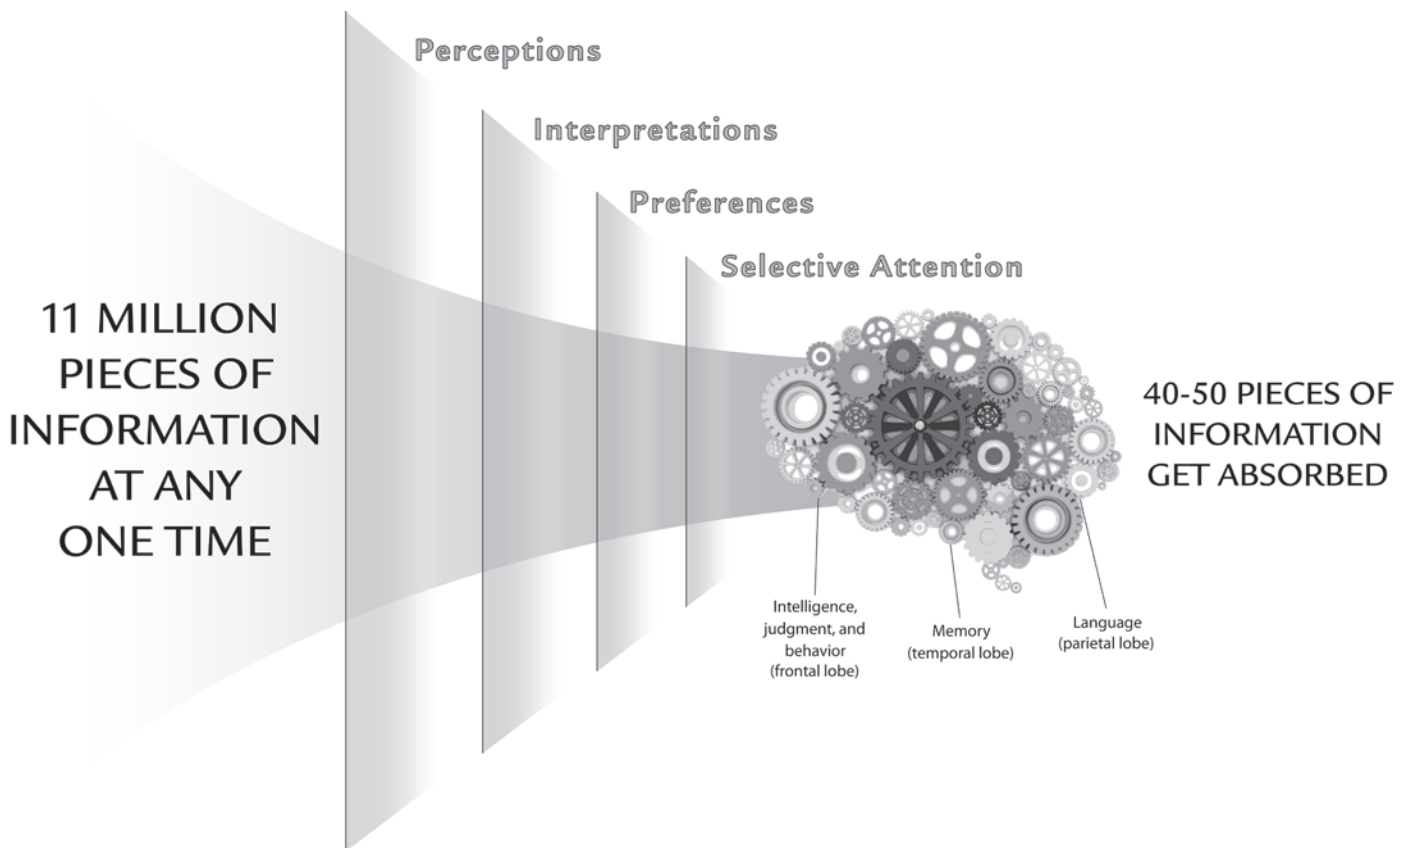 Perceptions
Interpretations
Preferences
Selective Attention
11 MILLION
PIECES OF
INFORMATION
AT ANY
ONE TIME
40-50 PIECES OF
INFORMATION
GET ABSORBED
Intelligence,
judgment, and
behavior
(frontal lobe)
Memory
(temporal lobe)
Language
(parietal lobe)